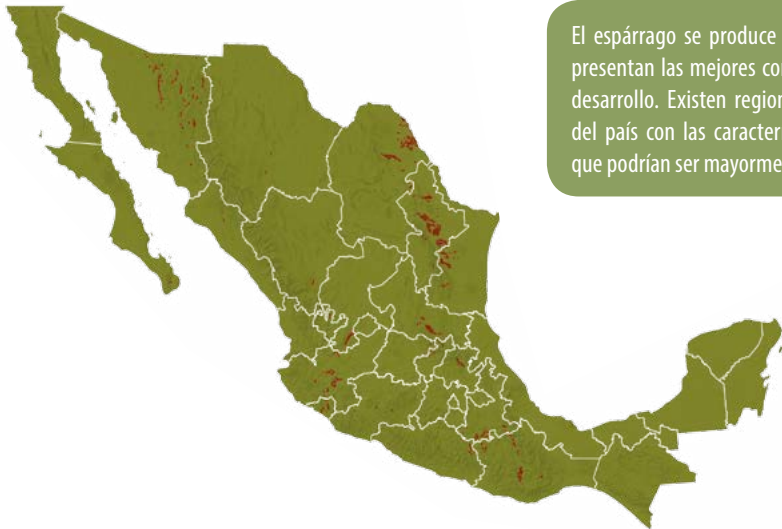 El espárrago se produce
presentan las mejores
desarrollo. Existen
del país con las
que podrían ser